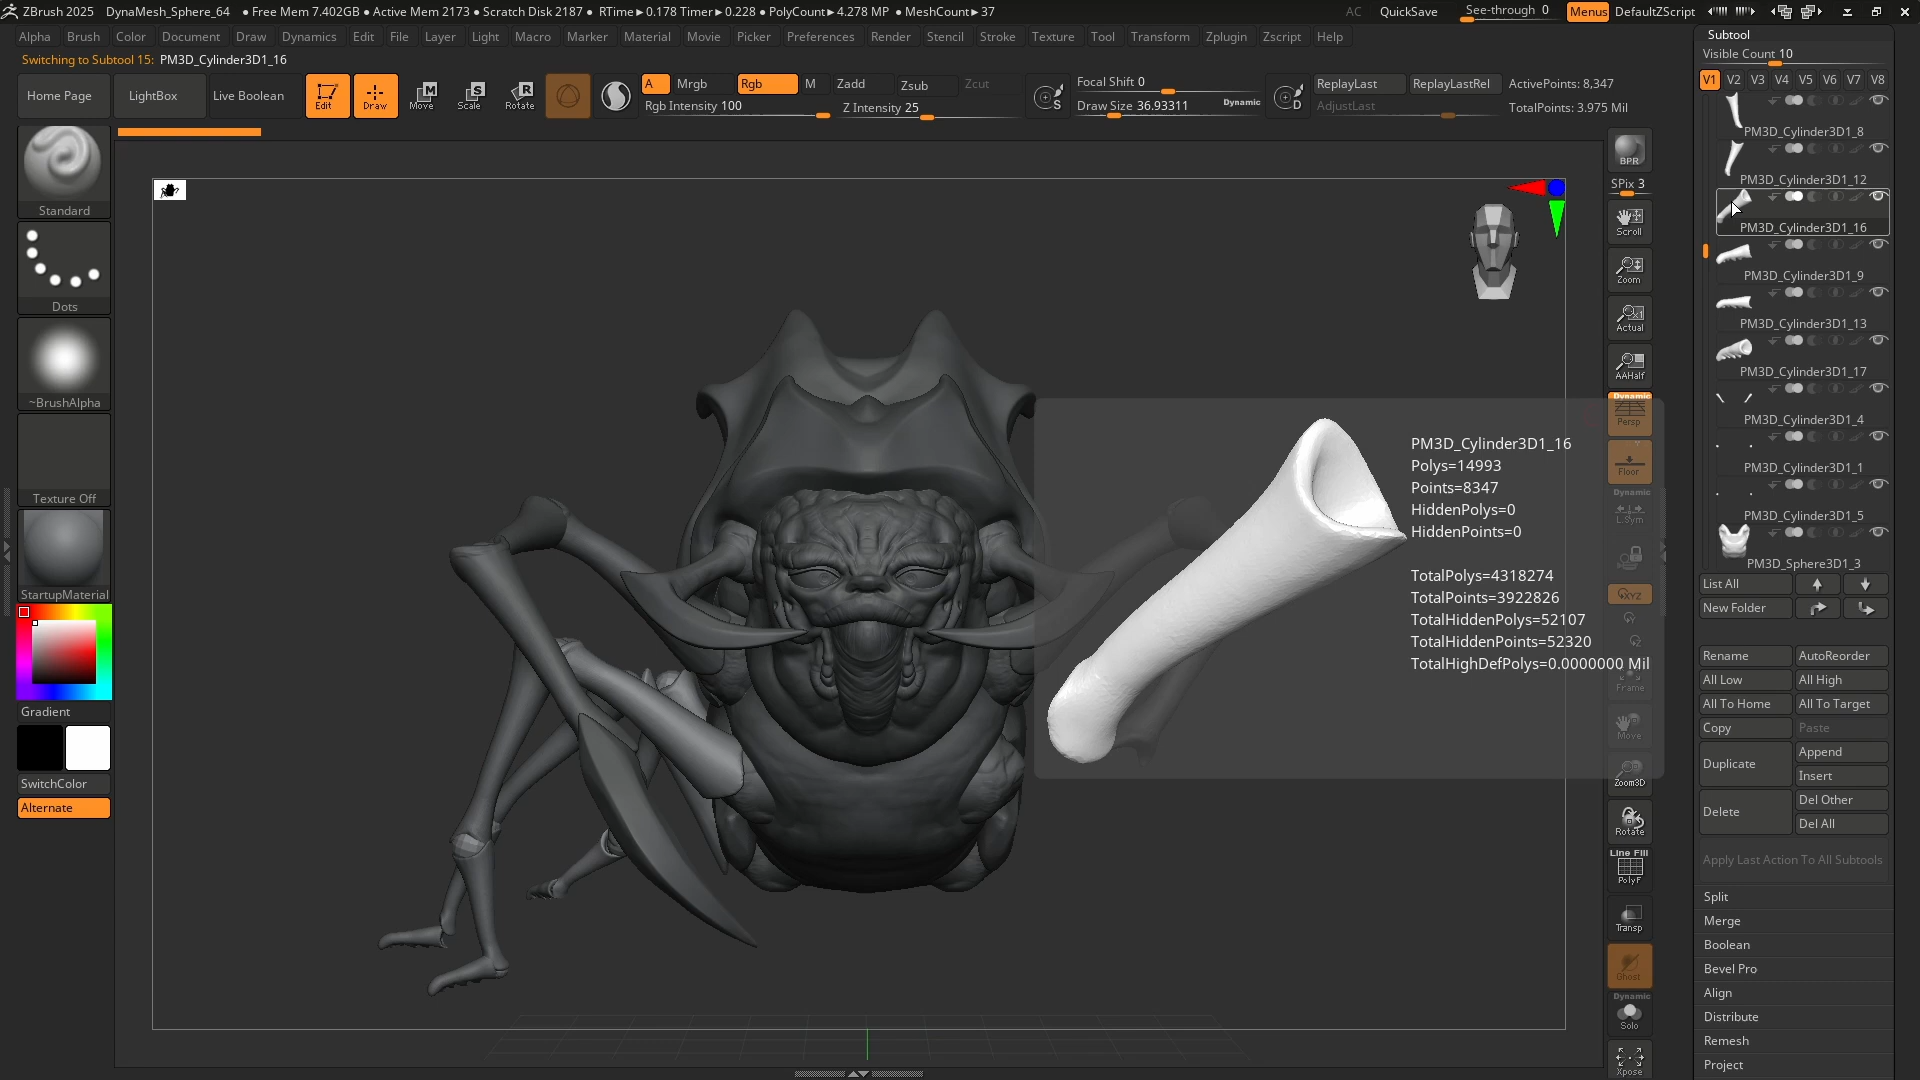 ZBrush 2025 DynaMesh_Sphere_64 • Free Mem 7.402GB • Active Mem 2173 • Scratch Disk 2187 • RTime►0.178 Timer►0.228 • PolyCount►4.278 MP • MeshCount►37 AC QuickSave See-through 0 Menus DefaultZScript
Alpha Brush Color Document Draw Dynamics Edit File Layer Light Macro Marker Material Movie Picker Preferences Render Stencil Stroke Texture Tool Transform Zplugin Zscript Help
Switching to Subtool 15: PM3D_Cylinder3D1_16
Home Page LightBox Live Boolean Edit Draw Move Scale Rotate
A Mrgb Rgb M Zadd Zsub Zcut
Rgb Intensity 100 Z Intensity 25
Focal Shift 0
Draw Size 36.93311 Dynamic
ReplayLast ReplayLastRel ActivePoints: 8,347
AdjustLast TotalPoints: 3.975 Mil
Standard
Dots
~BrushAlpha
Texture Off
StartupMaterial
Gradient
SwitchColor
Alternate
PM3D_Cylinder3D1_16
Polys=14993
Points=8347
HiddenPolys=0
HiddenPoints=0
TotalPolys=4318274
TotalPoints=3922826
TotalHiddenPolys=52107
TotalHiddenPoints=52320
TotalHighDefPolys=0.0000000 Mil
BPR
SPix 3
Scroll
Zoom
Actual
AAHalf
Dynamic
Persp
Floor
Dynamic
L.Sym
XYZ
Frame
Move
Zoom3D
Rotate
Line Fill
PolyF
Transp
Ghost
Dynamic
Solo
Xpose
Subtool
Visible Count 10
V1 V2 V3 V4 V5 V6 V7 V8
PM3D_Cylinder3D1_8
PM3D_Cylinder3D1_12
PM3D_Cylinder3D1_16
PM3D_Cylinder3D1_9
PM3D_Cylinder3D1_13
PM3D_Cylinder3D1_17
PM3D_Cylinder3D1_4
PM3D_Cylinder3D1_1
PM3D_Cylinder3D1_5
PM3D_Sphere3D1_3
List All
New Folder
Rename AutoReorder
All Low All High
All To Home All To Target
Copy Paste
Duplicate Append
Insert
Delete Del Other
Del All
Apply Last Action To All Subtools
Split
Merge
Boolean
Bevel Pro
Align
Distribute
Remesh
Project